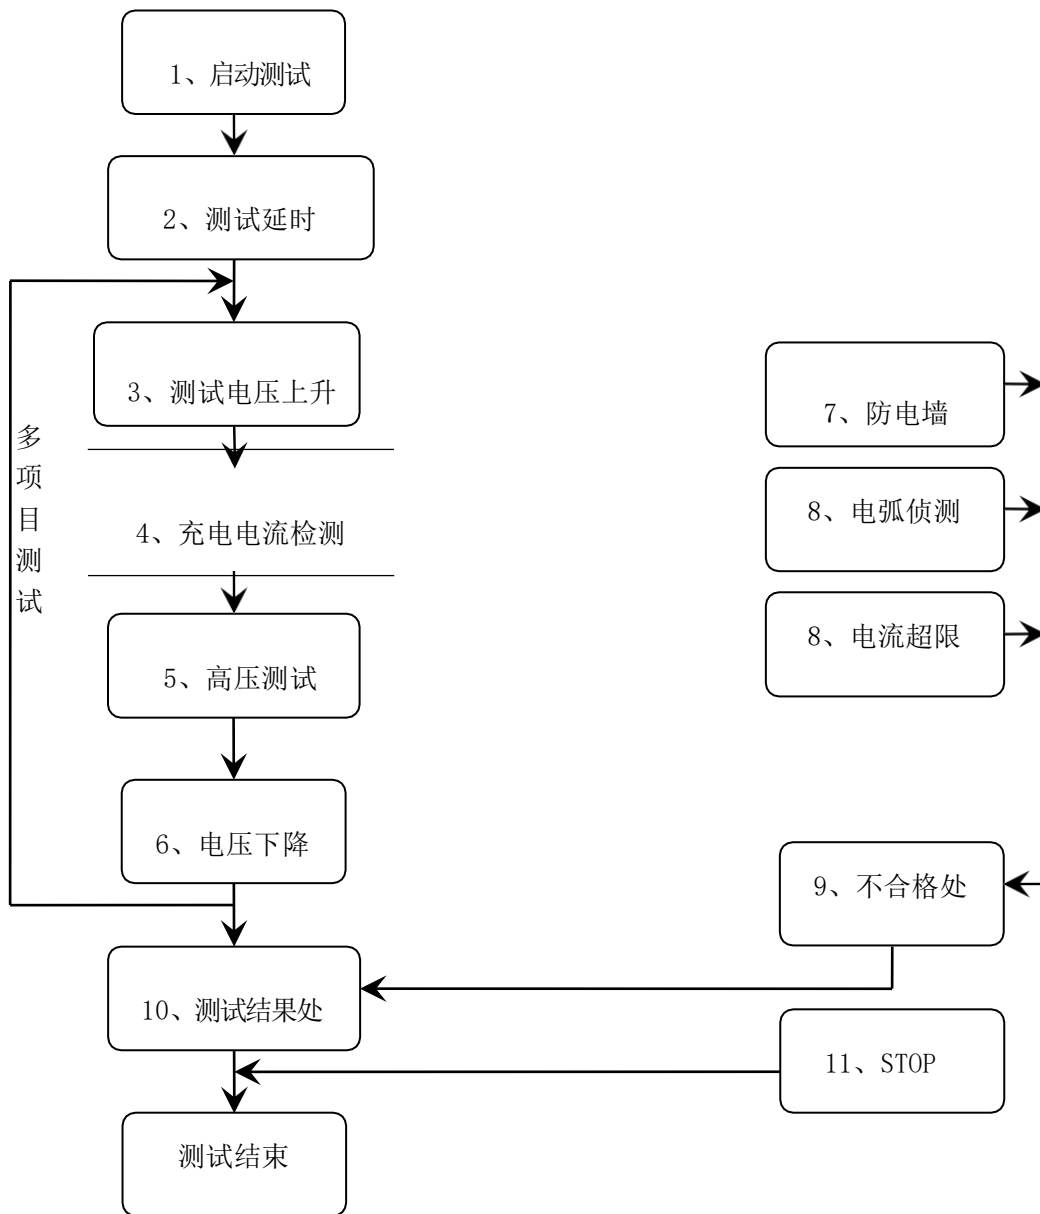 1、启动测试
2、测试延时
3、测试电压上升
多项目测试
4、充电电流检测
5、高压测试
6、电压下降
7、防电墙
8、电弧侦测
8、电流超限
9、不合格处
10、测试结果处
11、STOP
测试结束